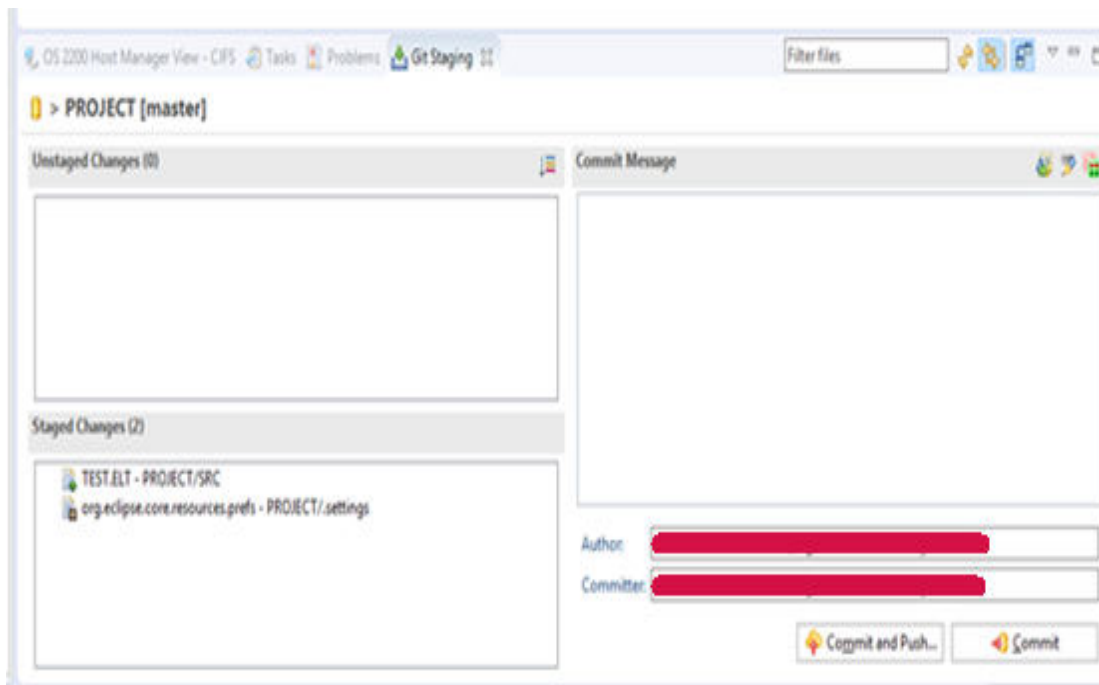 OS 2200 Host Manager View - CIFS Tasks Problems Git Staging Filter files
> PROJECT [master]
Unstaged Changes (0)
Commit Message
Staged Changes (2)
TEST.ELT - PROJECT/SRC
org.eclipse.core.resources.prefs - PROJECT/.settings
Author:
Committer:
Commit and Push... Commit